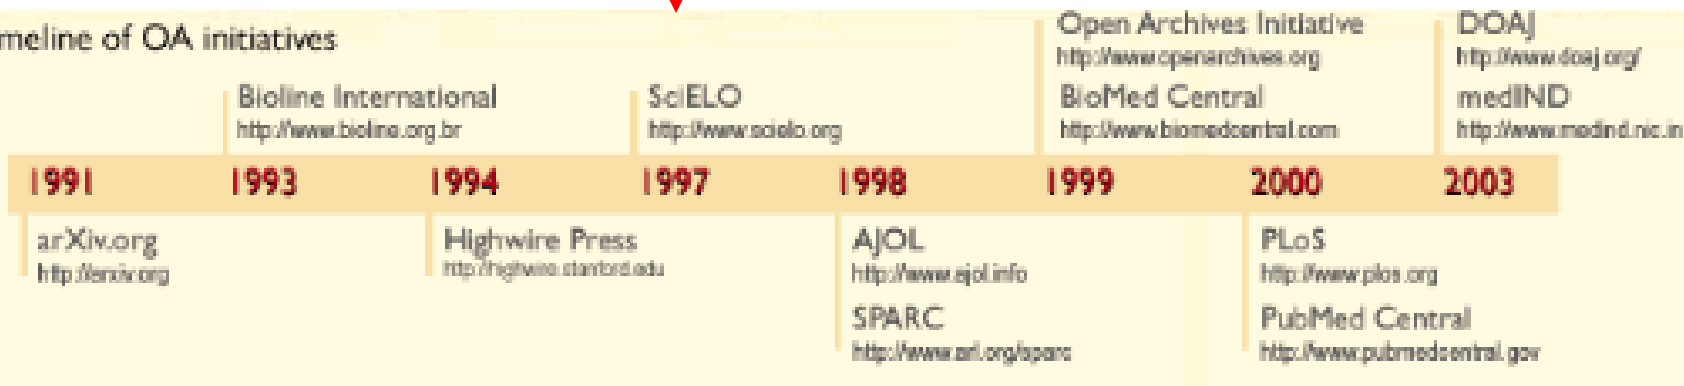 meline of OA initiatives
Open Archives Initiative
http://www.openarchives.org
DOAJ
http://www.doaj.org/
Bioline International
http://www.bioline.org.br
SciELO
http://www.scielo.org
BioMed Central
http://www.biomedcentral.com
medIND
http://www.medind.nic.in
1991 1993 1994 1997 1998 1999 2000 2003
arXiv.org
http://arxiv.org
Highwire Press
http://highwire.stanford.edu
AJOL
http://www.ajol.info
SPARC
http://www.arl.org/sparc
PLoS
http://www.plos.org
PubMed Central
http://www.pubmedcentral.gov